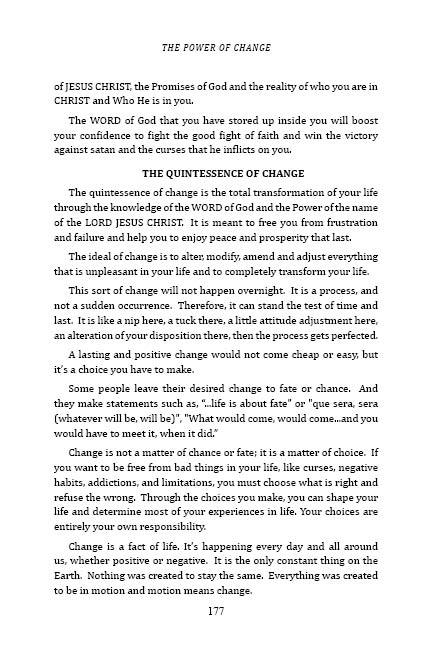 THE POWER OF CHANGE
of JESUS CHRIST, the Promises of God and the reality of who you are in
CHRIST and Who He is in you.
The WORD of God that you have stored up inside you will boost
your confidence to fight the good fight of faith and win the victory
against satan and the curses that he inflicts on you.
THE QUINTESSENCE OF CHANGE
The quintessence of change is the total transformation of your life
through the knowledge of the WORD of God and the Power of the name
of the LORD JESUS CHRIST. It is meant to free you from frustration
and failure and help you to enjoy peace and prosperity that last.
The ideal of change is to alter, modify, amend and adjust everything
that is unpleasant in your life and to completely transform your life.
This sort of change will not happen overnight. It is a process, and
not a sudden occurrence. Therefore, it can stand the test of time and
last. It is like a nip here, a tuck there, a little attitude adjustment here,
an alteration of your disposition there, then the process gets perfected.
A lasting and positive change would not come cheap or easy, but
it's a choice you have to make.
Some people leave their desired change to fate or chance. And
they make statements such as, "...life is about fate" or "que sera, sera
(whatever will be, will be)", "What would come, would come...and you
would have to meet it, when it did."
Change is not a matter of chance or fate; it is a matter of choice. If
you want to be free from bad things in your life, like curses, negative
habits, addictions, and limitations, you must choose what is right and
refuse the wrong. Through the choices you make, you can shape your
life and determine most of your experiences in life. Your choices are
entirely your own responsibility.
Change is a fact of life. It's happening every day and all around
us, whether positive or negative. It is the only constant thing on the
Earth. Nothing was created to stay the same. Everything was created
to be in motion and motion means change.
177